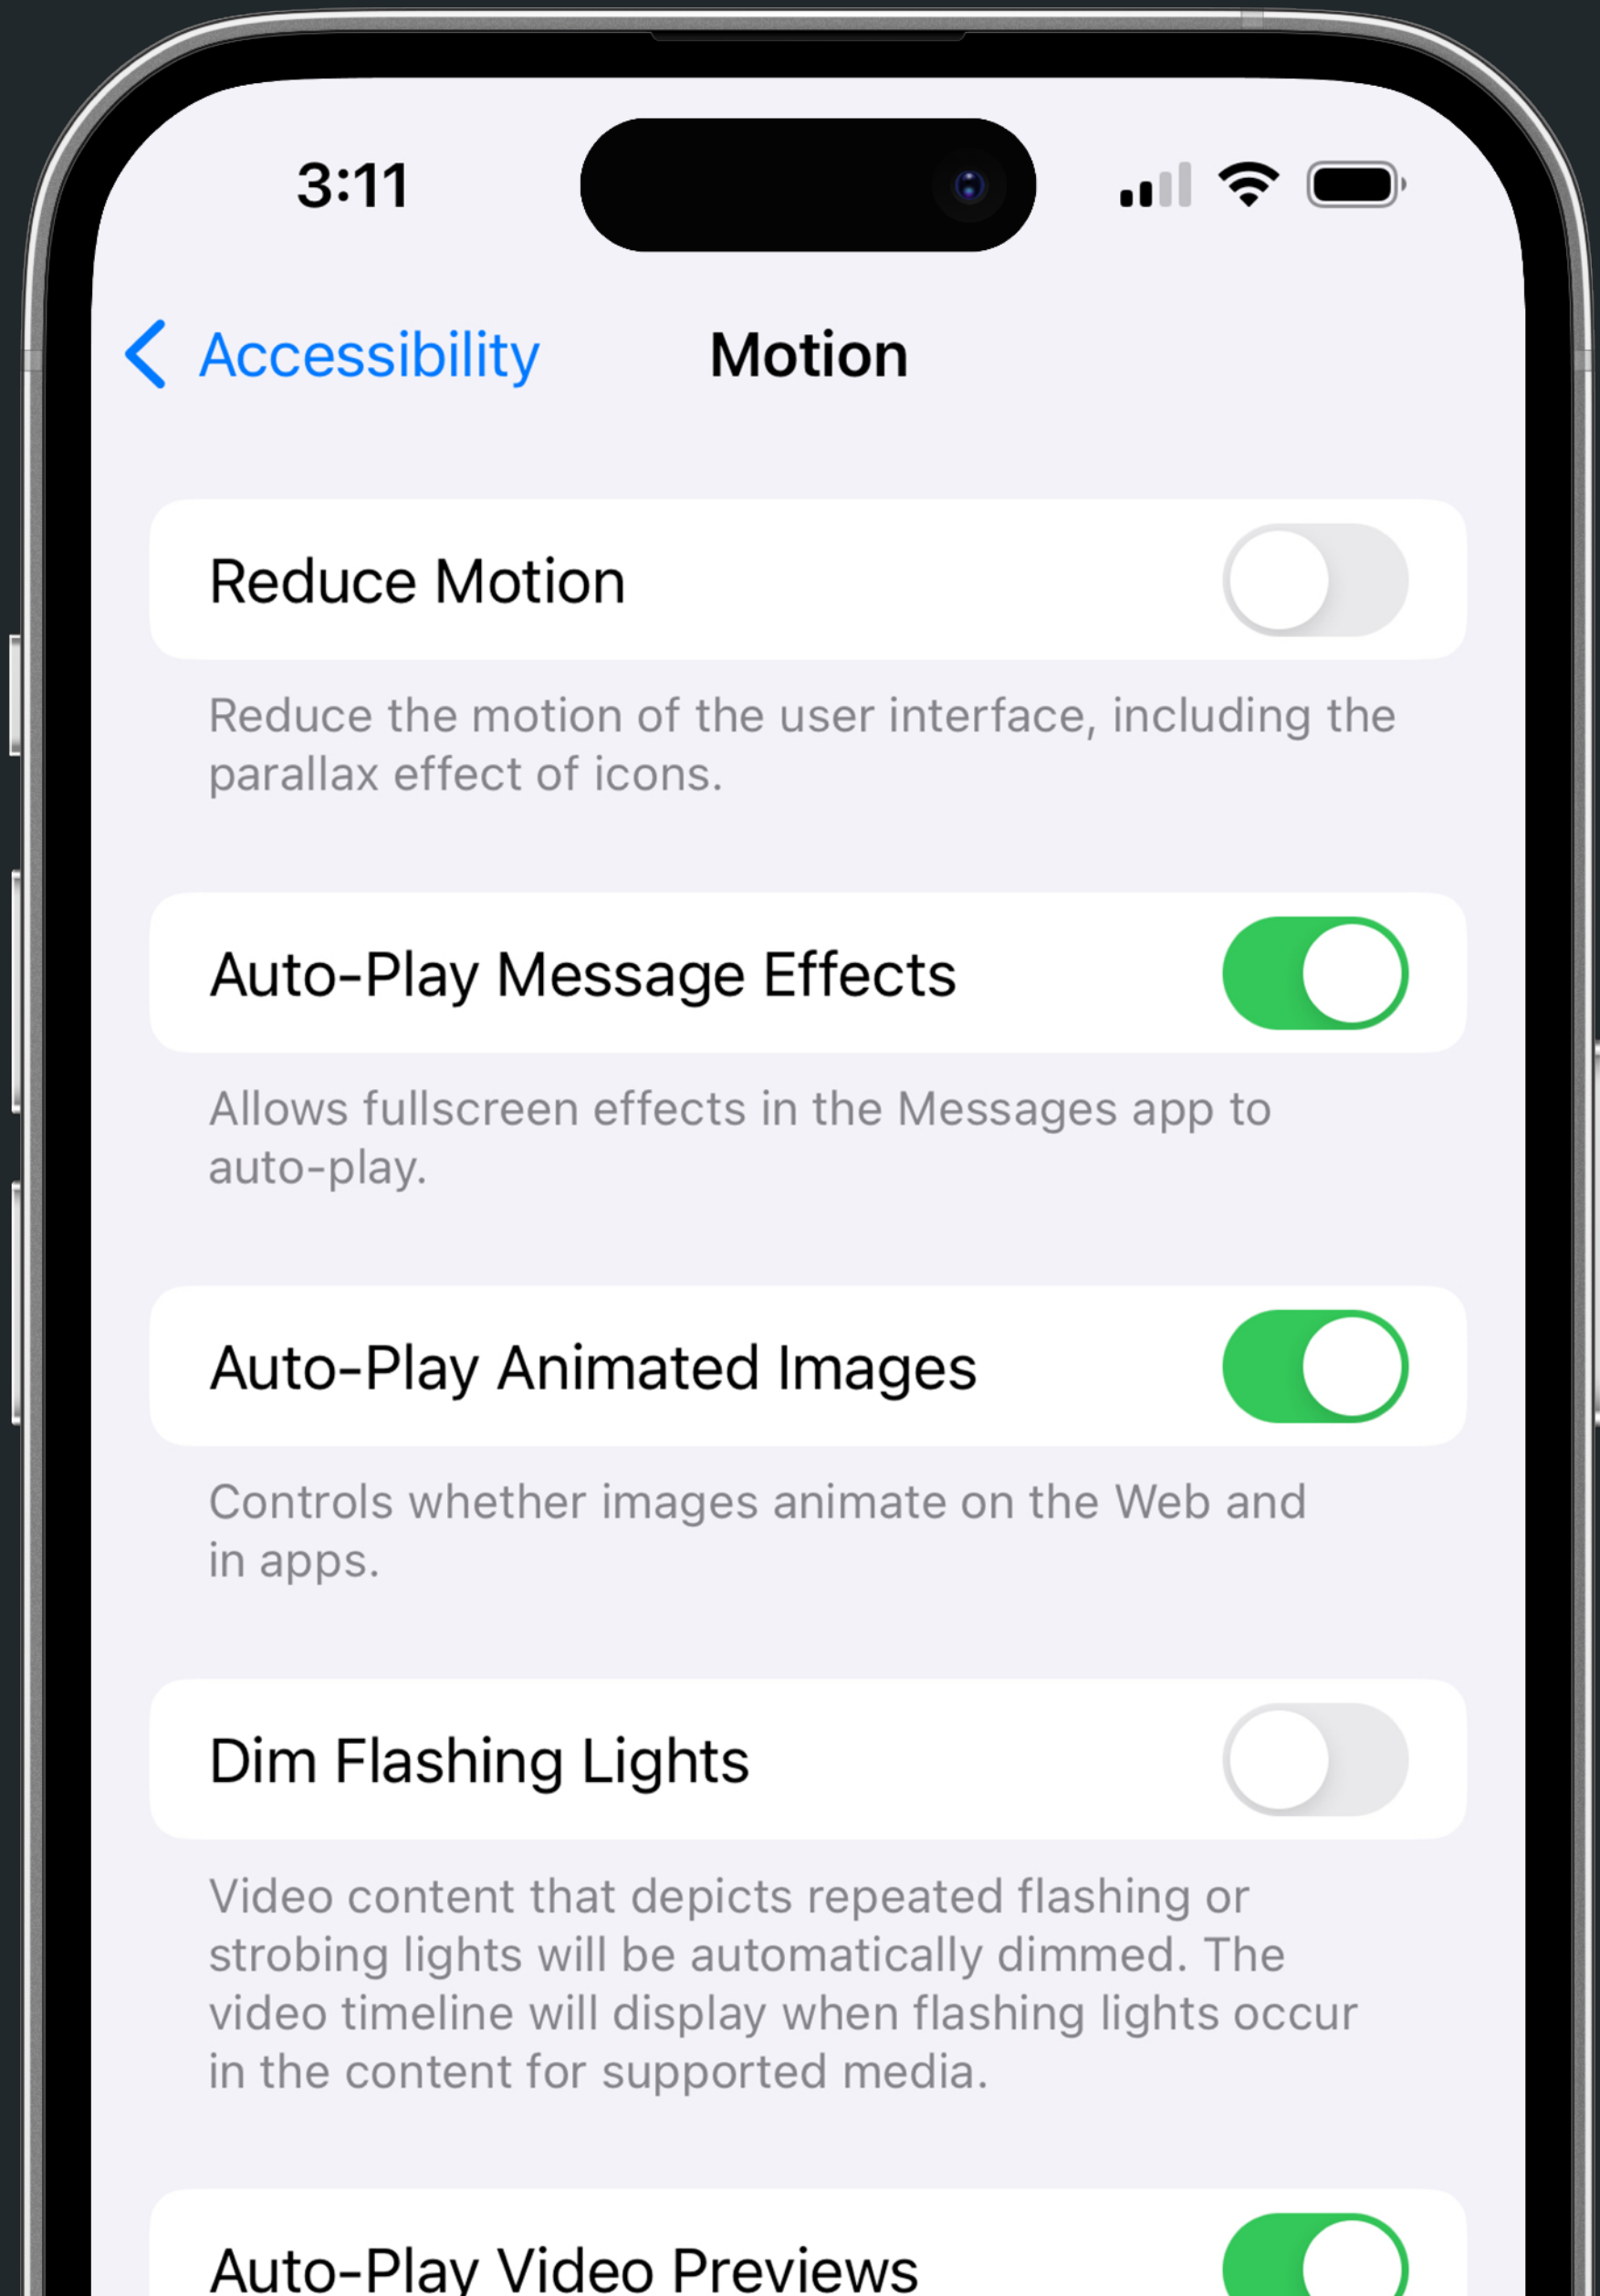 3:11
Accessibility
Motion
Reduce Motion
Reduce the motion of the user interface, including the
parallax effect of icons.
Auto-Play Message Effects
Allows fullscreen effects in the Messages app to
auto-play.
Auto-Play Animated Images
Controls whether images animate on the Web and
in apps.
Dim Flashing Lights
Video content that depicts repeated flashing or
strobing lights will be automatically dimmed. The
video timeline will display when flashing lights occur
in the content for supported media.
Auto-Play Video Previews